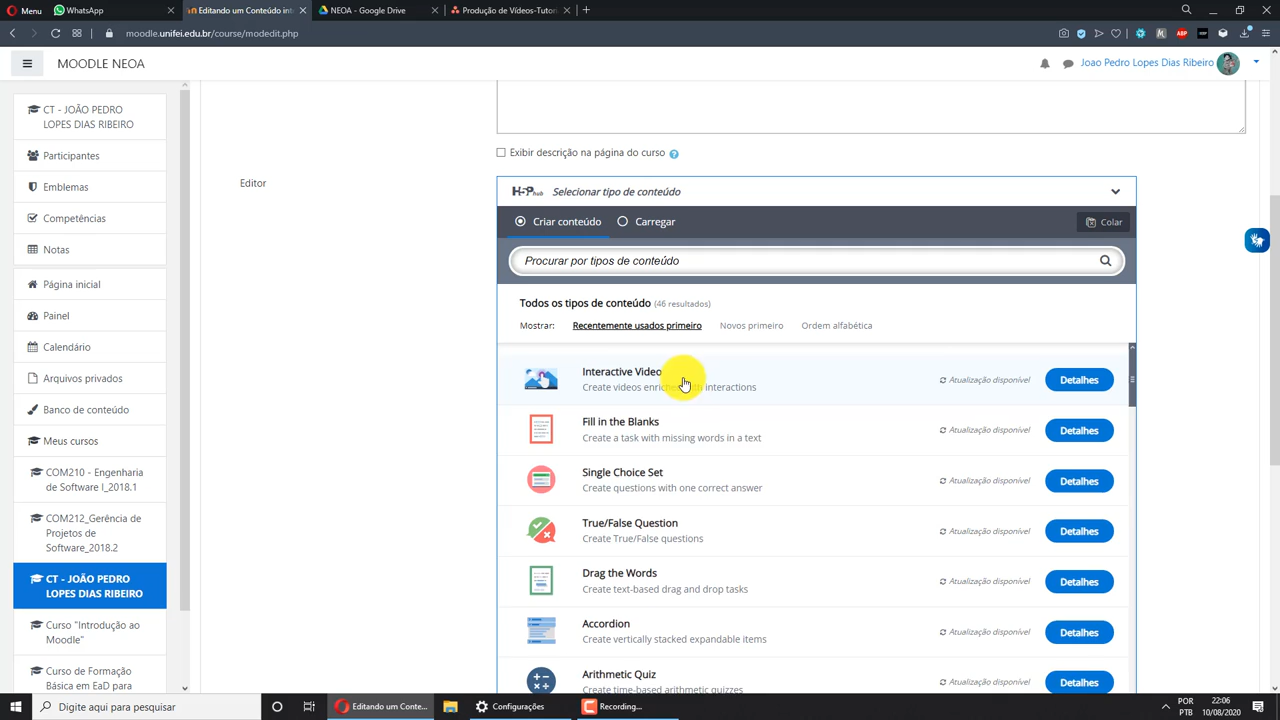 Menu
WhatsApp
Editando um Conteúdo int
NEOA - Google Drive
Produção de Vídeos-Tutori
moodle.unifei.edu.br/course/modedit.php
MOODLE NEOA
Joao Pedro Lopes Dias Ribeiro
CT - JOÃO PEDRO
LOPES DIAS RIBEIRO
Participantes
Emblemas
Competências
Notas
Página inicial
Painel
Calendário
Arquivos privados
Banco de conteúdo
Meus cursos
COM210 - Engenharia
de Software I_2018.1
COM212_Gerência de
Projetos de
Software_2018.2
CT - JOÃO PEDRO
LOPES DIAS RIBEIRO
Curso "Introdução ao
Moodle"
Curso de Formação
Básica em EaD para
Exibir descrição na página do curso
Editor
H5P hub Selecionar tipo de conteúdo
Criar conteúdo
Carregar
Colar
Procurar por tipos de conteúdo
Todos os tipos de conteúdo (46 resultados)
Mostrar: Recentemente usados primeiro Novos primeiro Ordem alfabética
Interactive Video
Create videos enriched with interactions
Atualização disponível
Detalhes
Fill in the Blanks
Create a task with missing words in a text
Atualização disponível
Detalhes
Single Choice Set
Create questions with one correct answer
Atualização disponível
Detalhes
True/False Question
Create True/False questions
Atualização disponível
Detalhes
Drag the Words
Create text-based drag and drop tasks
Atualização disponível
Detalhes
Accordion
Create vertically stacked expandable items
Atualização disponível
Detalhes
Arithmetic Quiz
Create time-based arithmetic quizzes
Atualização disponível
Detalhes
Digite aqui para pesquisar
Editando um Conte...
Configurações
Recording...
POR
PTB
22:06
10/08/2020